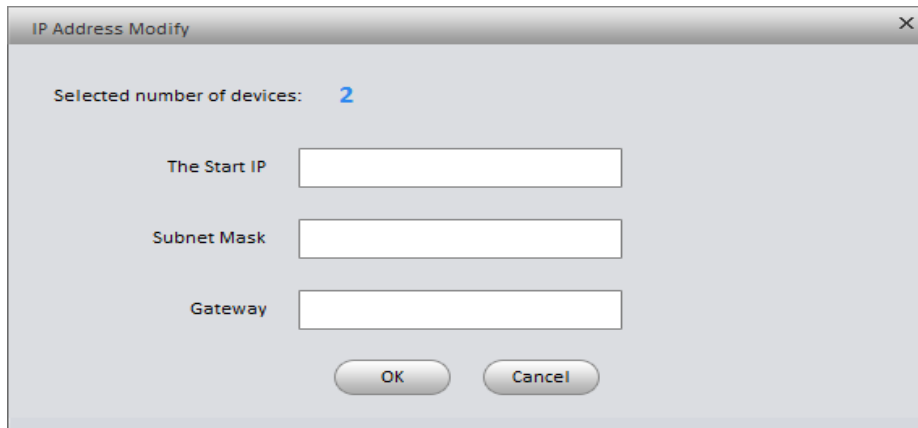 IP Address Modify
Selected number of devices: 2
The Start IP
Subnet Mask
Gateway
OK Cancel